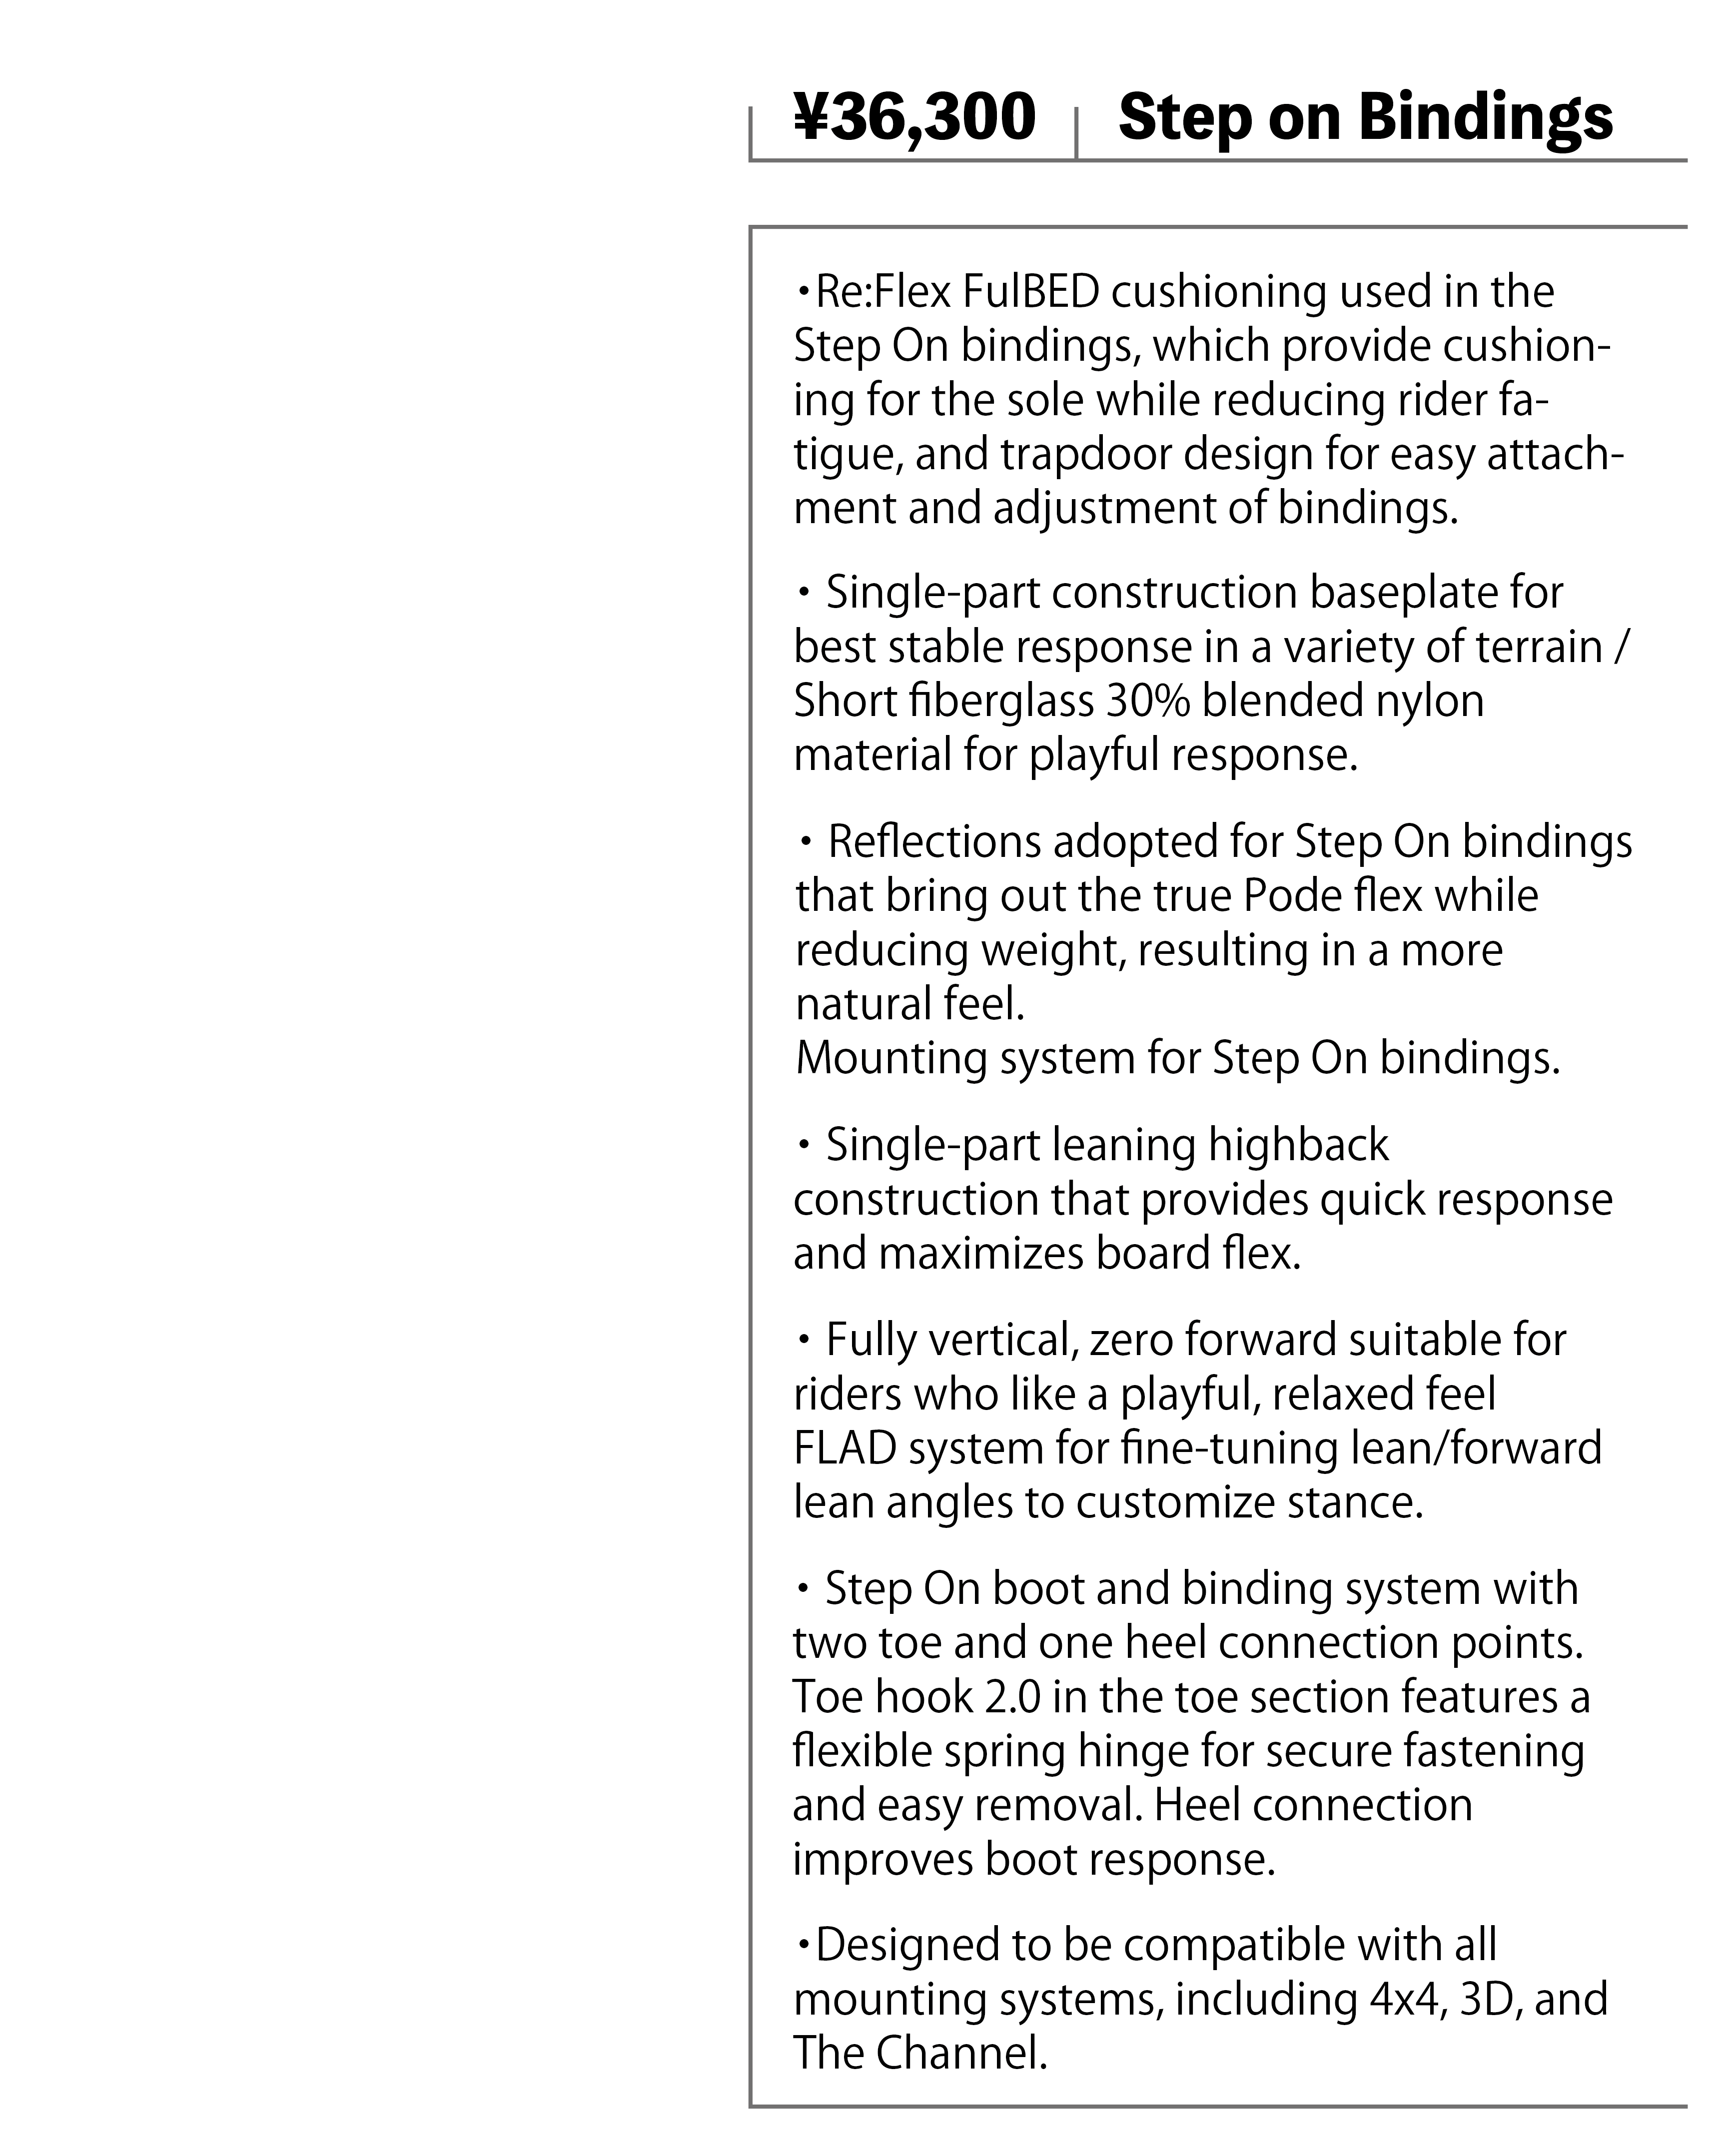 ¥36,300 Step on Bindings
・Re:Flex FulBED cushioning used in the
Step On bindings, which provide cushion-
ing for the sole while reducing rider fa-
tigue, and trapdoor design for easy attach-
ment and adjustment of bindings.
・ Single-part construction baseplate for
best stable response in a variety of terrain /
Short fiberglass 30% blended nylon
material for playful response.
・ Reflections adopted for Step On bindings
that bring out the true Pode flex while
reducing weight, resulting in a more
natural feel.
Mounting system for Step On bindings.
・ Single-part leaning highback
construction that provides quick response
and maximizes board flex.
・ Fully vertical, zero forward suitable for
riders who like a playful, relaxed feel
FLAD system for fine-tuning lean/forward
lean angles to customize stance.
・ Step On boot and binding system with
two toe and one heel connection points.
Toe hook 2.0 in the toe section features a
flexible spring hinge for secure fastening
and easy removal. Heel connection
improves boot response.
・Designed to be compatible with all
mounting systems, including 4x4, 3D, and
The Channel.